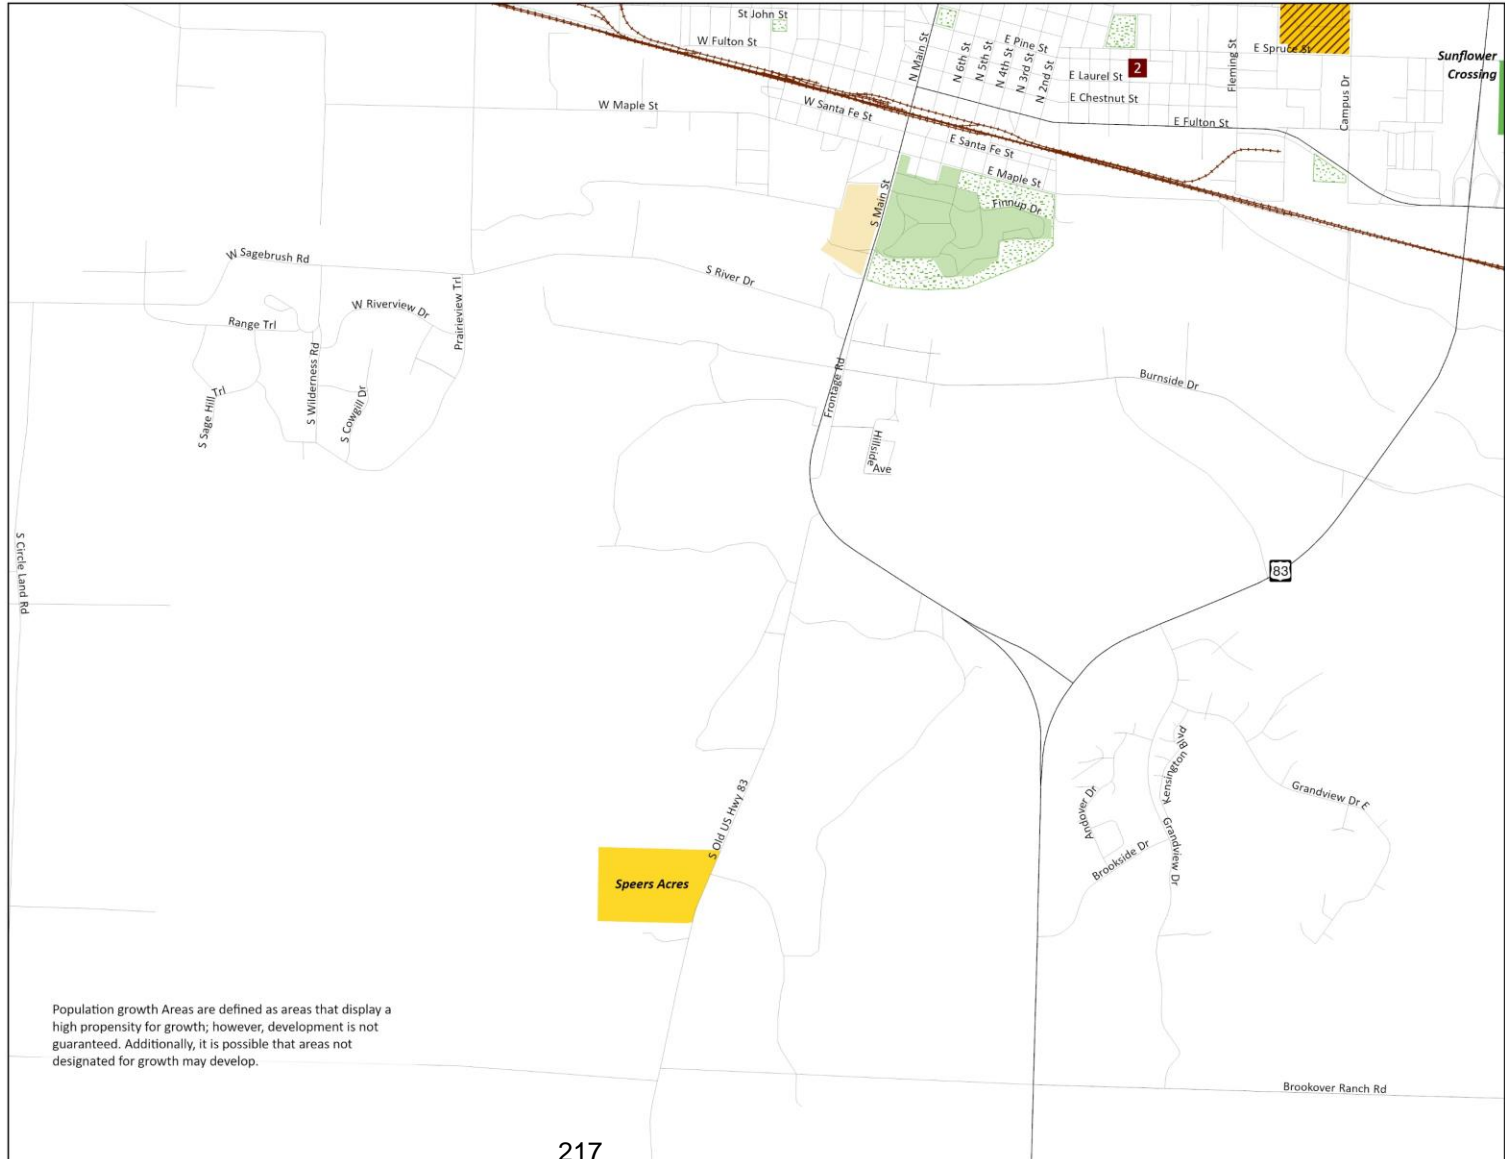 St John St
W Fulton St
N Main St
N 6th St
N 5th St
N 4th St
N 3rd St
N 2nd St
E Pine St
E Laurel St
2
E Chestnut St
Fleming St
E Spruce St
Campus Dr
Sunflower
Crossing
W Maple St
W Santa Fe St
E Santa Fe St
E Fulton St
E Maple St
S Main St
Finnup Dr
W Sagebrush Rd
S River Dr
Range Trl
W Riverview Dr
Prairieview Trl
S Wilderness Rd
S Sage Hill Trl
S Cowgill Dr
Frontage Rd
Burnside Dr
Hillside
Ave
S Circle Land Rd
83
Kensington Blvd
Andover Dr
Grandview Dr E
Grandview Dr
Brookside Dr
S Old US Hwy 83
Speers Acres
Population growth Areas are defined as areas that display a
high propensity for growth; however, development is not
guaranteed. Additionally, it is possible that areas not
designated for growth may develop.
Brookover Ranch Rd
217